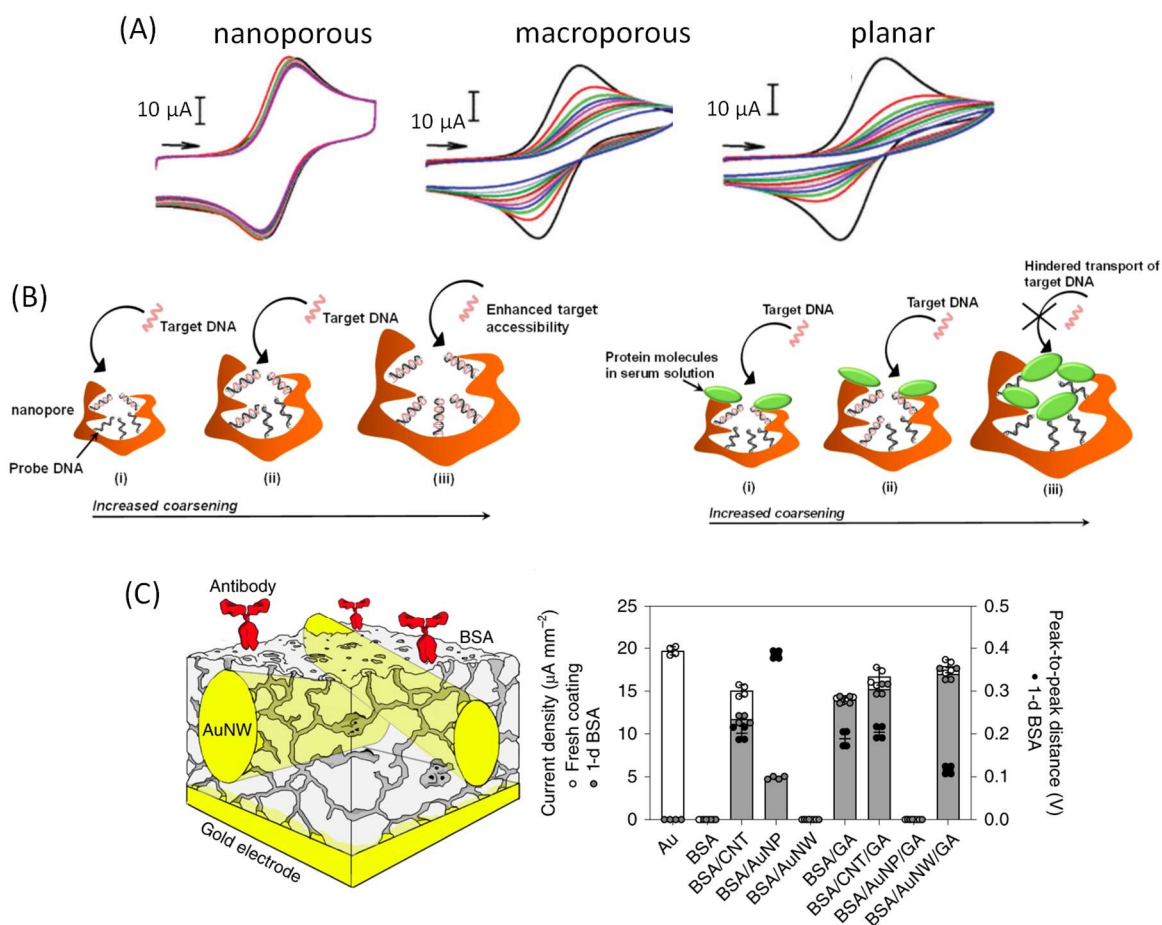 (A)
nanoporous
macroporous
planar
10 µA
10 µA
10 µA
(B)
Target DNA
nanopore
Probe DNA
(i)
Target DNA
(ii)
Enhanced target
accessibility
(iii)
Increased coarsening
Protein molecules
in serum solution
Target DNA
(i)
Target DNA
(ii)
Hindered transport of
target DNA
(iii)
Increased coarsening
(C)
Antibody
BSA
AuNW
Gold electrode
Current density (µA mm⁻²)
○ Fresh coating
● 1-d BSA
25
20
15
10
5
0
0.5
0.4
0.3
0.2
0.1
0.0
Peak-to-peak distance (V)
● 1-d BSA
Au
BSA
BSA/CNT
BSA/AuNP
BSA/AuNW
BSA/GA
BSA/CNT/GA
BSA/AuNP/GA
BSA/AuNW/GA